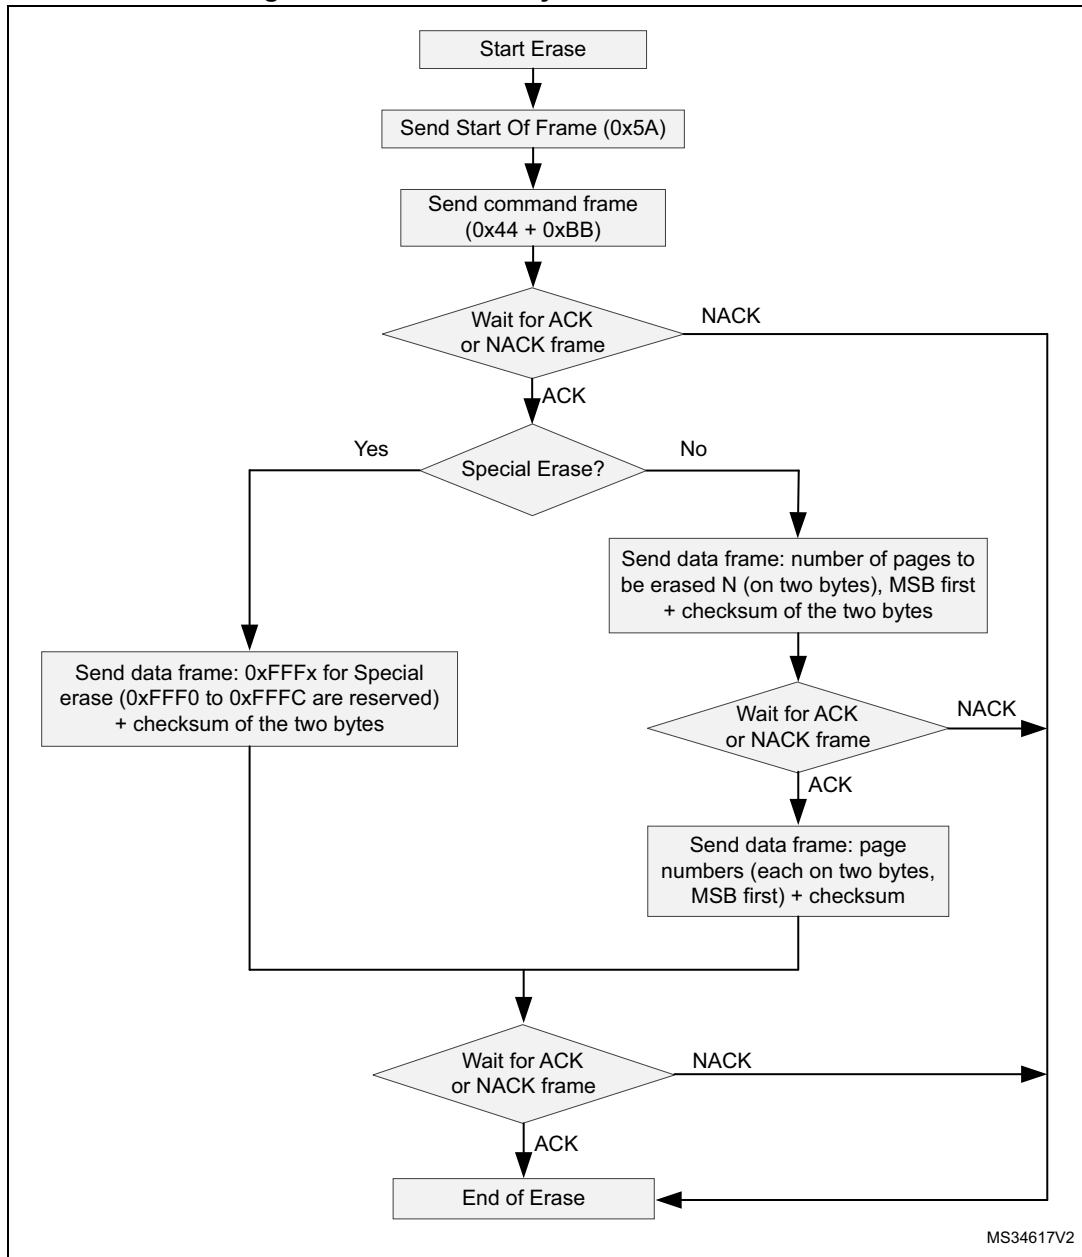 Start Erase
Send Start Of Frame (0x5A)
Send command frame
(0x44 + 0xBB)
Wait for ACK
or NACK frame
NACK
ACK
Yes
Special Erase?
No
Send data frame: number of pages to
be erased N (on two bytes), MSB first
+ checksum of the two bytes
Send data frame: 0xFFFx for Special
erase (0xFFF0 to 0xFFFC are reserved)
+ checksum of the two bytes
Wait for ACK
or NACK frame
NACK
ACK
Send data frame: page
numbers (each on two bytes,
MSB first) + checksum
Wait for ACK
or NACK frame
NACK
ACK
End of Erase
MS34617V2